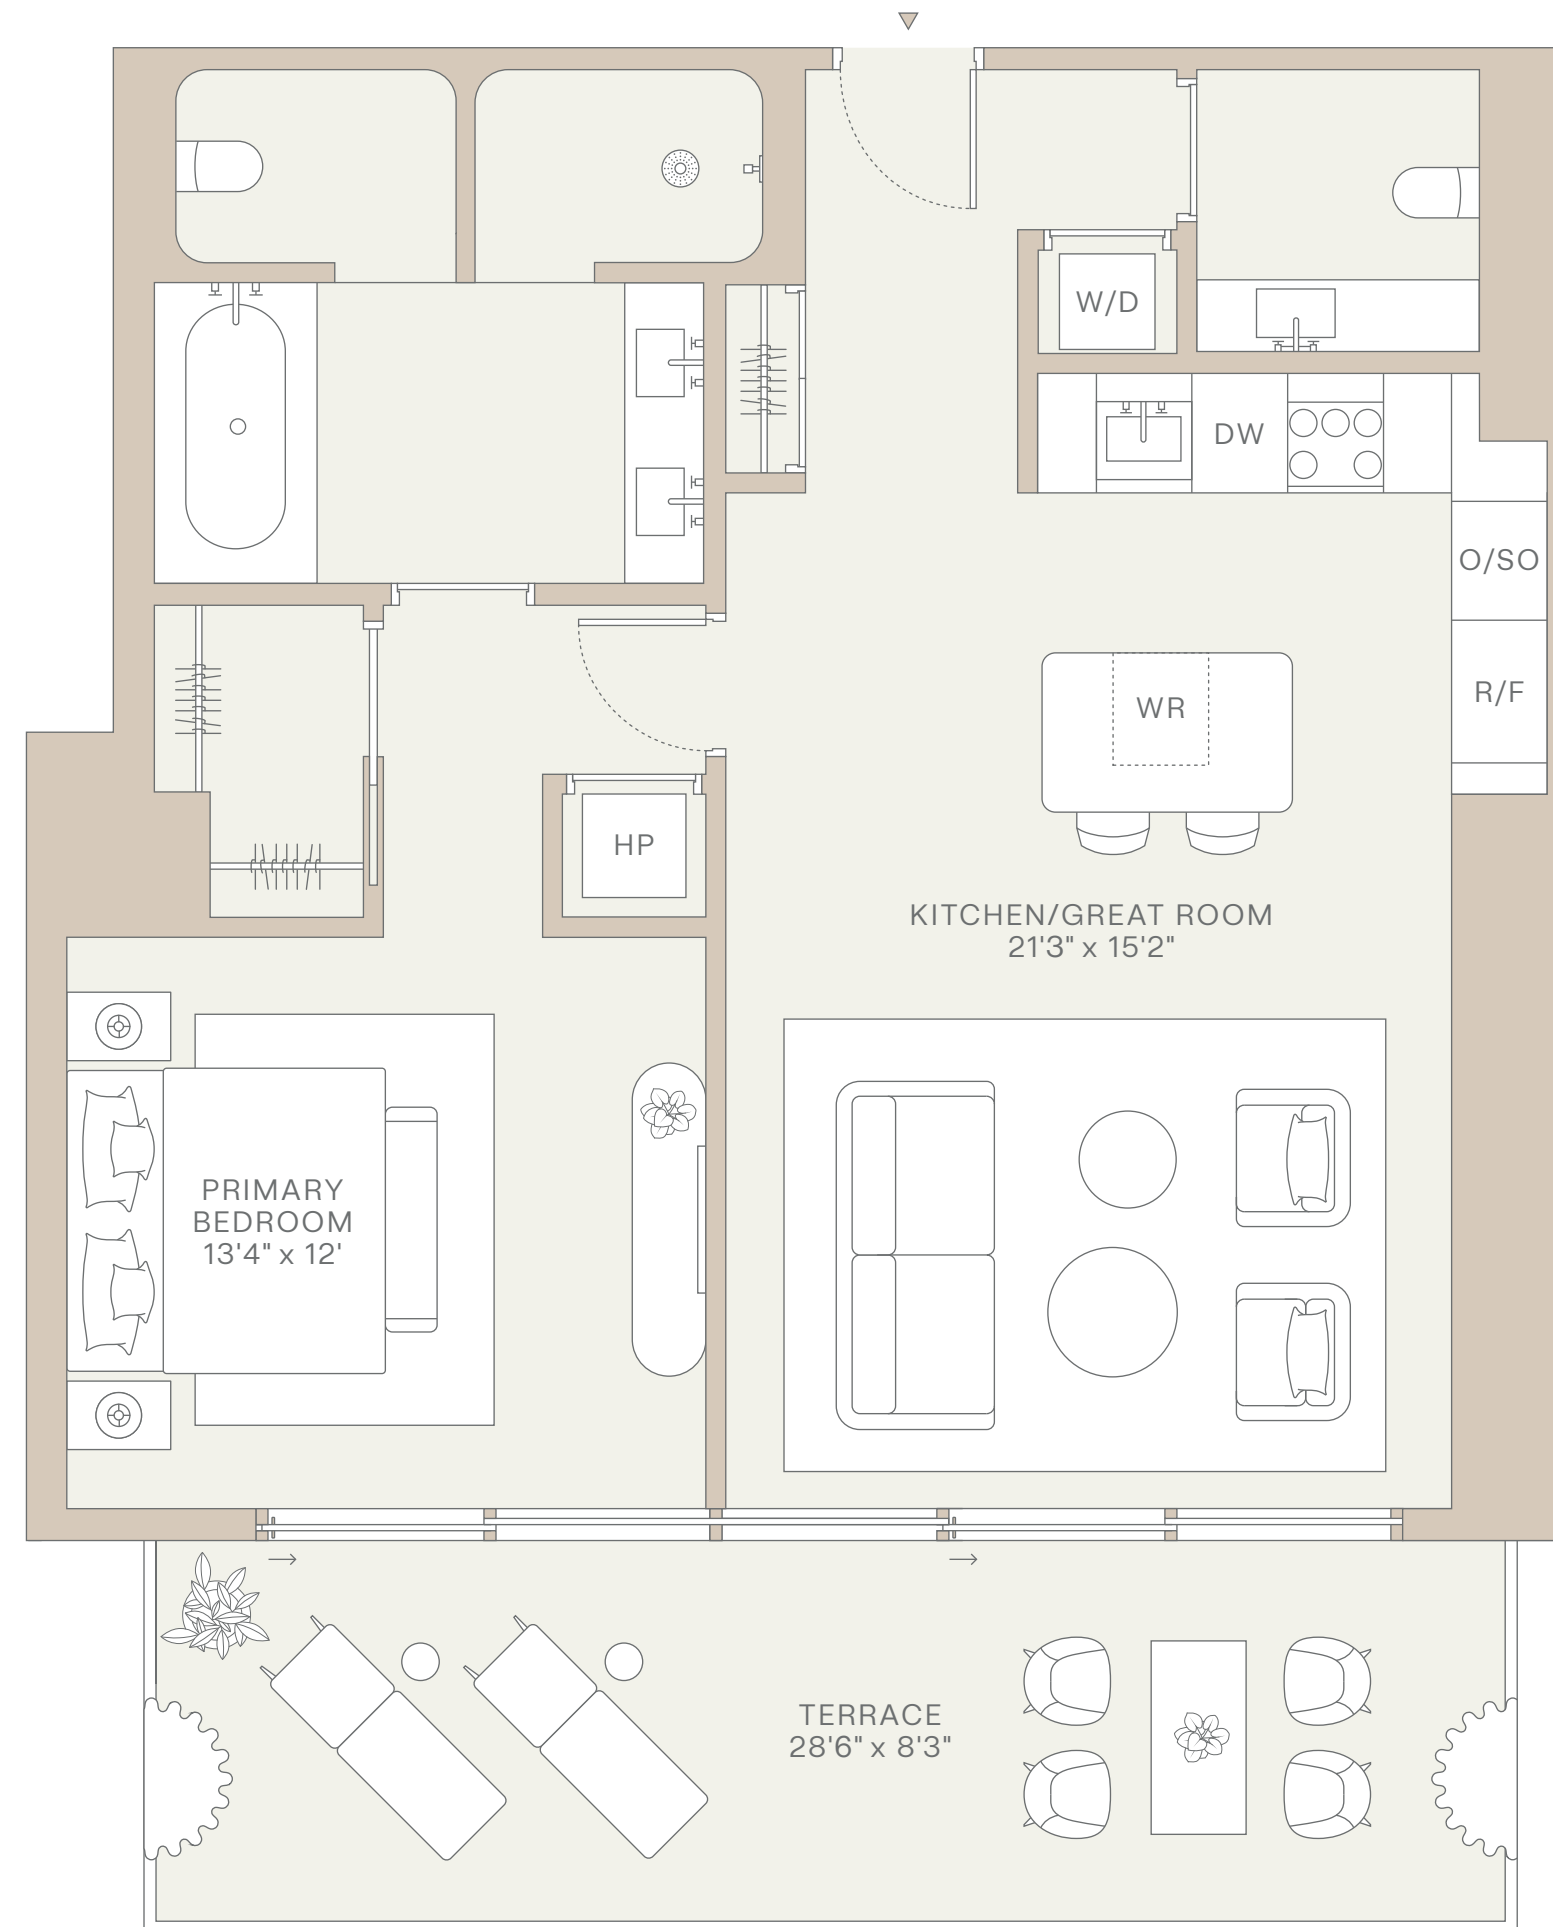 W/D
DW
O/SO
R/F
WR
HP
KITCHEN/GREAT ROOM
21'3" x 15'2"
PRIMARY
BEDROOM
13'4" x 12'
TERRACE
28'6" x 8'3"